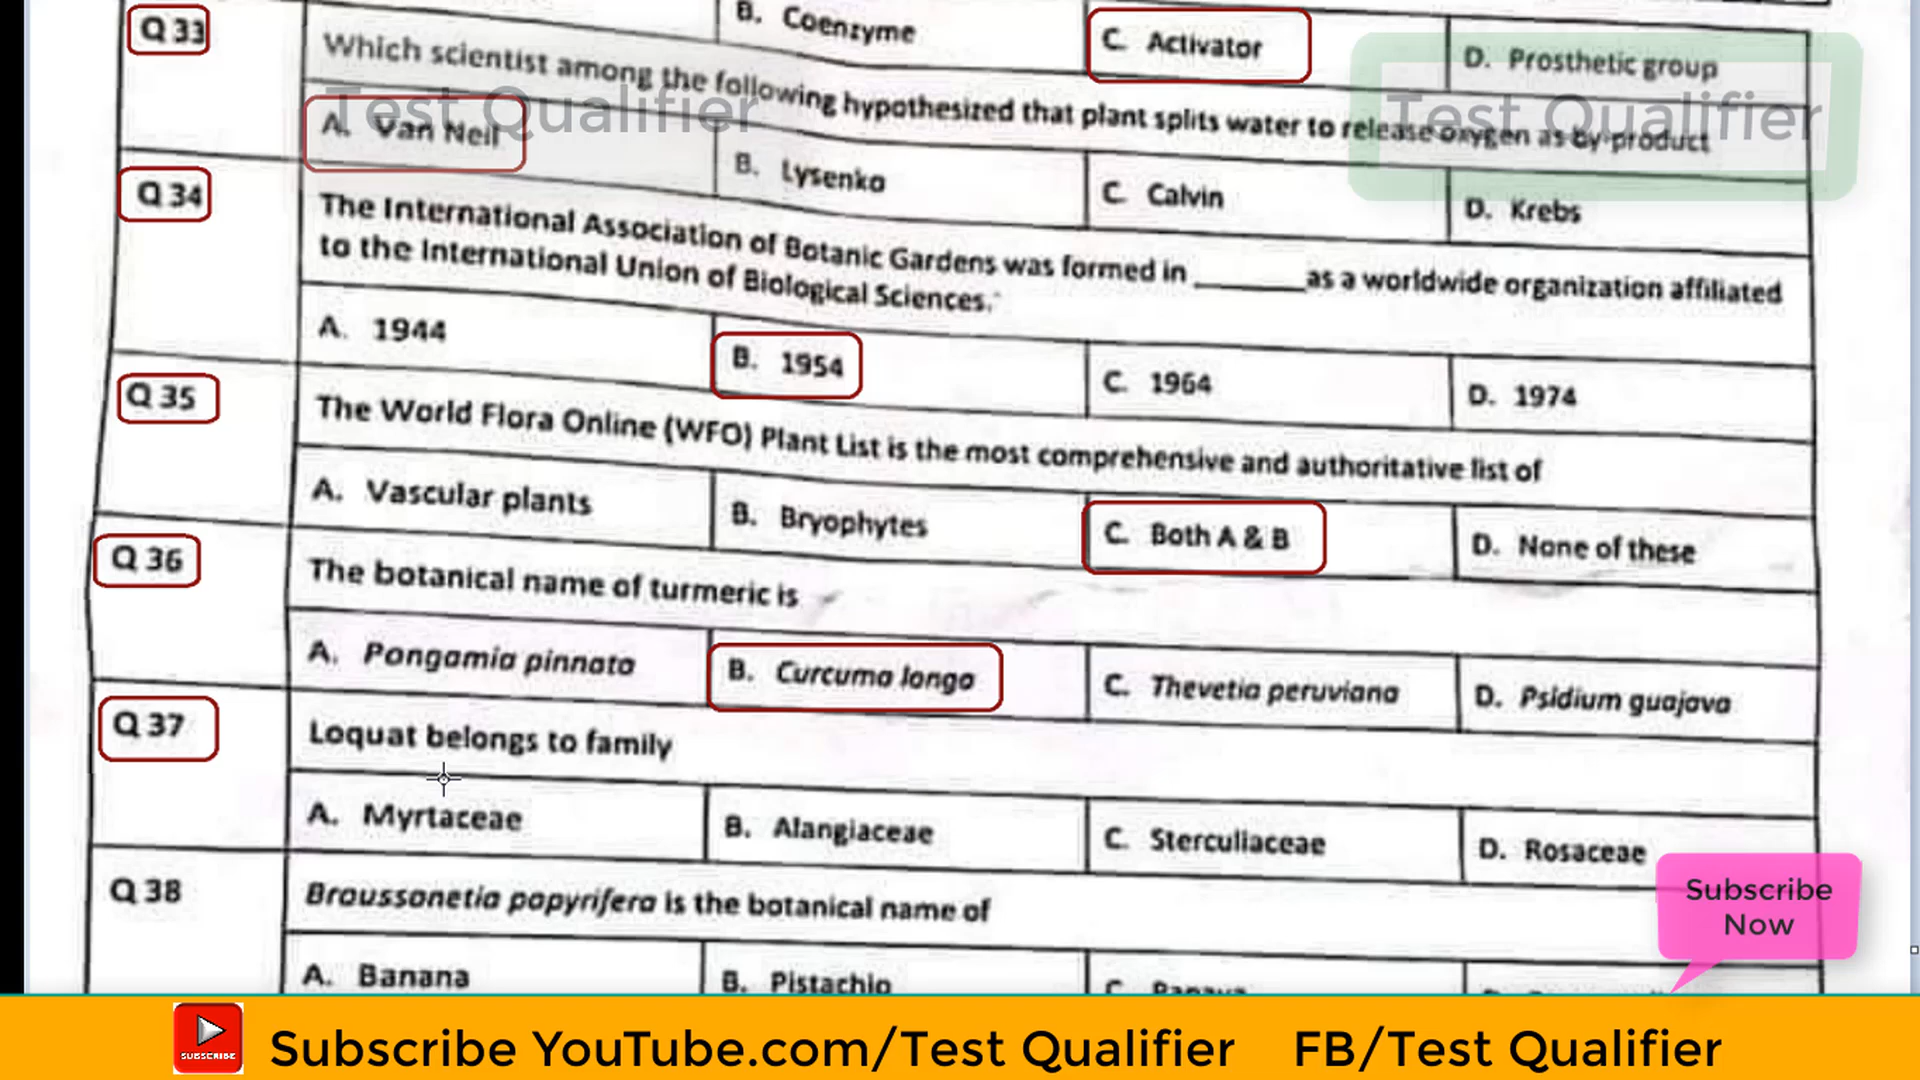 B. Coenzyme
C. Activator
D. Prosthetic group
Q 33
Which scientist among the following hypothesized that plant splits water to release oxygen as by-product
Test Qualifier
Test Qualifier
A. Van Neil
B. Lysenko
C. Calvin
D. Krebs
Q 34
The International Association of Botanic Gardens was formed in ______ as a worldwide organization affiliated
to the International Union of Biological Sciences.
A. 1944
B. 1954
C. 1964
D. 1974
Q 35
The World Flora Online (WFO) Plant List is the most comprehensive and authoritative list of
A. Vascular plants
B. Bryophytes
C. Both A & B
D. None of these
Q 36
The botanical name of turmeric is
A. Pongamia pinnata
B. Curcuma longa
C. Thevetia peruviana
D. Psidium guajava
Q 37
Loquat belongs to family
A. Myrtaceae
B. Alangiaceae
C. Sterculiaceae
D. Rosaceae
Q 38
Broussonetia papyrifera is the botanical name of
A. Banana
B. Pistachio
Subscribe
Now
SUBSCRIBE
Subscribe YouTube.com/Test Qualifier FB/Test Qualifier